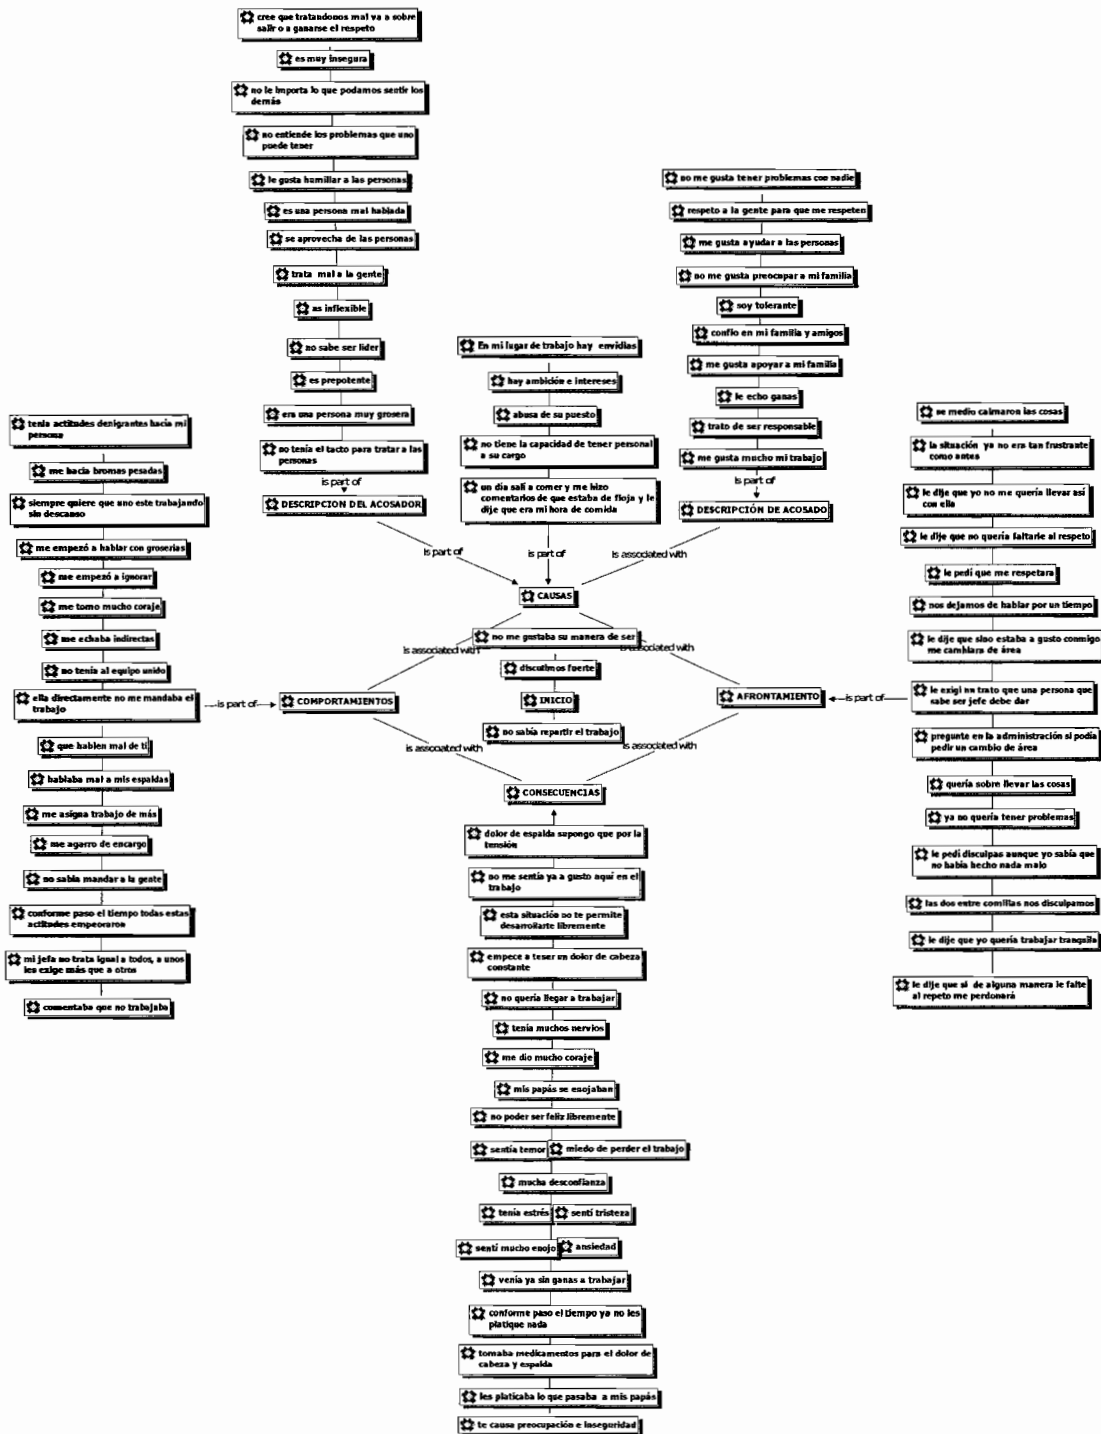 cree que tratandonos mal va a sobre
salir o a ganarse el respeto
es muy insegura
no le importa lo que podamos sentir los
demás
no entiende los problemas que uno
puede tener
le gusta humillar a las personas
es una persona mal hablada
se aprovecha de las personas
trata mal a la gente
es inflexible
no sabe ser lider
es prepotente
era una persona muy grosera
no tenía el tacto para tratar a las
personas
is part of
DESCRIPCION DEL ACOSADOR
is part of
En mi lugar de trabajo hay envidias
hay ambición e intereses
abusa de su puesto
no tiene la capacidad de tener personal
a su cargo
un día salí a comer y me hizo
comentarios de que estaba de floja y le
dije que era mi hora de comida
is part of
no me gusta tener problemas con nadie
respeto a la gente para que me respeten
me gusta ayudar a las personas
no me gusta preocupar a mi familia
soy tolerante
confío en mi familia y amigos
me gusta apoyar a mi familia
le echo ganas
trato de ser responsable
me gusta mucho mi trabajo
is part of
DESCRIPCIÓN DE ACOSADO
is associated with
CAUSAS
no me gustaba su manera de ser
is associated with
is associated with
discutimos fuerte
INICIO
no sabía repartir el trabajo
tenía actitudes denigrantes hacia mi
persona
me hacia bromas pesadas
siempre quiere que uno este trabajando
sin descanso
me empezó a hablar con groserías
me empezó a ignorar
me tomo mucho coraje
me echaba indirectas
no tenía al equipo unido
ella directamente no me mandaba el
trabajo
is part of
COMPORTAMIENTOS
que hablen mal de ti
hablaba mal a mis espaldas
me asigna trabajo de más
me agarro de encargo
no sabía mandar a la gente
conforme paso el tiempo todas estas
actitudes empeoraron
mi jefa no trata igual a todos, a unos
les exige más que a otros
comentaba que no trabajaba
se medio calmaron las cosas
la situación ya no era tan frustrante
como antes
le dije que yo no me quería llevar así
con ella
le dije que no quería faltarle al respeto
le pedí que me respetara
nos dejamos de hablar por un tiempo
le dije que sino estaba a gusto conmigo
me cambiara de área
le exigí un trato que una persona que
sabe ser jefe debe dar
is part of
AFRONTAMIENTO
pregunte en la administración si podía
pedir un cambio de área
quería sobre llevar las cosas
ya no quería tener problemas
le pedí disculpas aunque yo sabía que
no había hecho nada malo
las dos entre comillas nos disculpamos
le dije que yo quería trabajar tranquila
le dije que si de alguna manera le falte
al repeto me perdonará
is associated with
is associated with
CONSECUENCIAS
dolor de espalda supongo que por la
tensión
no me sentía ya a gusto aquí en el
trabajo
esta situación no te permite
desarrollarte libremente
empece a tener un dolor de cabeza
constante
no quería llegar a trabajar
tenía muchos nervios
me dio mucho coraje
mis papás se enojaban
no poder ser feliz libremente
sentía temor
miedo de perder el trabajo
mucha desconfianza
tenía estrés
sentí tristeza
sentí mucho enojo
ansiedad
venía ya sin ganas a trabajar
conforme paso el tiempo ya no les
platique nada
tomaba medicamentos para el dolor de
cabeza y espalda
les platicaba lo que pasaba a mis papás
te causa preocupación e inseguridad